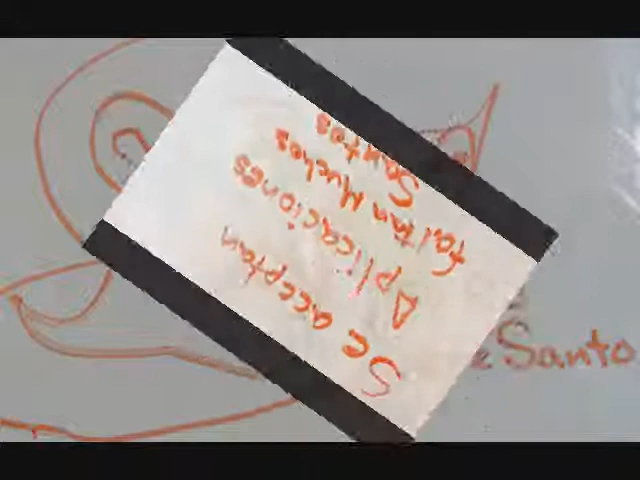 Se aceptan
Aplicaciones
faltan Muchos
Santos
e Santo